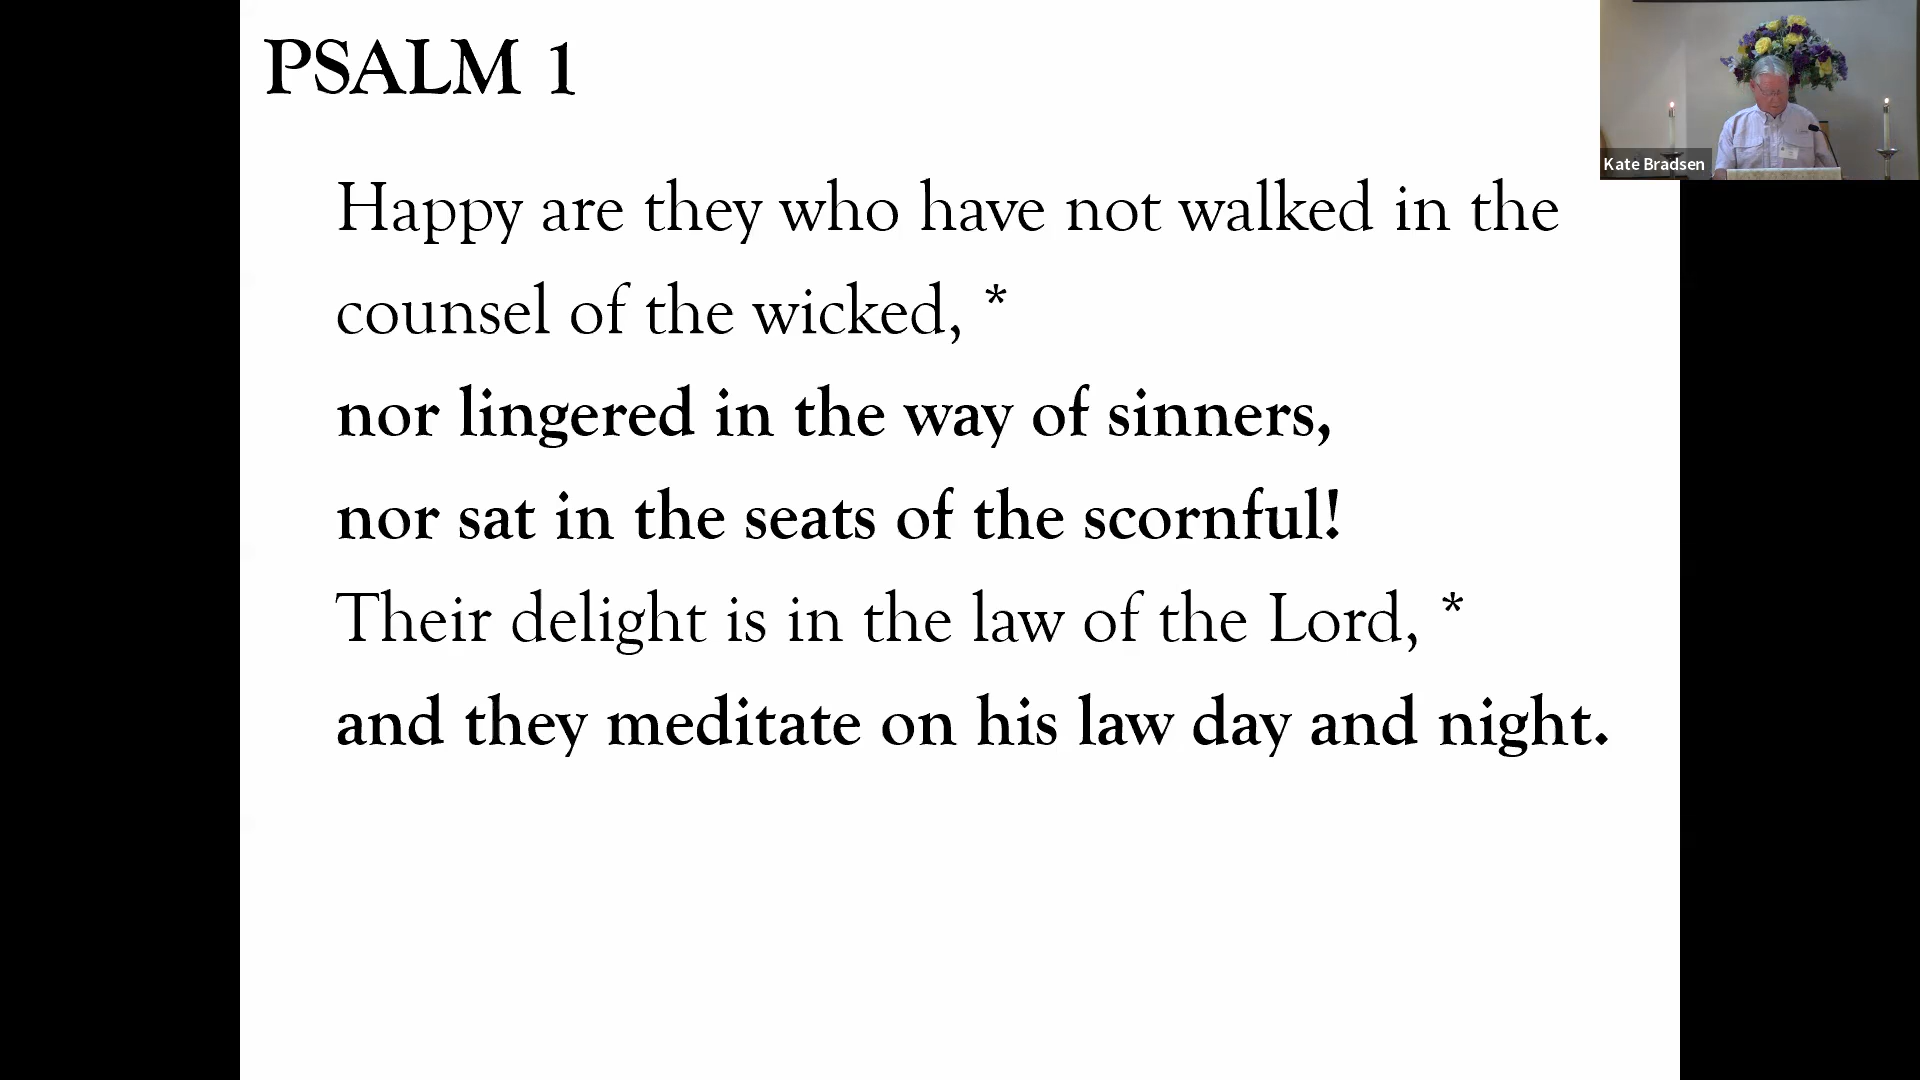 PSALM 1
Happy are they who have not walked in the
counsel of the wicked, *
nor lingered in the way of sinners,
nor sat in the seats of the scornful!
Their delight is in the law of the Lord, *
and they meditate on his law day and night.
Kate Bradsen